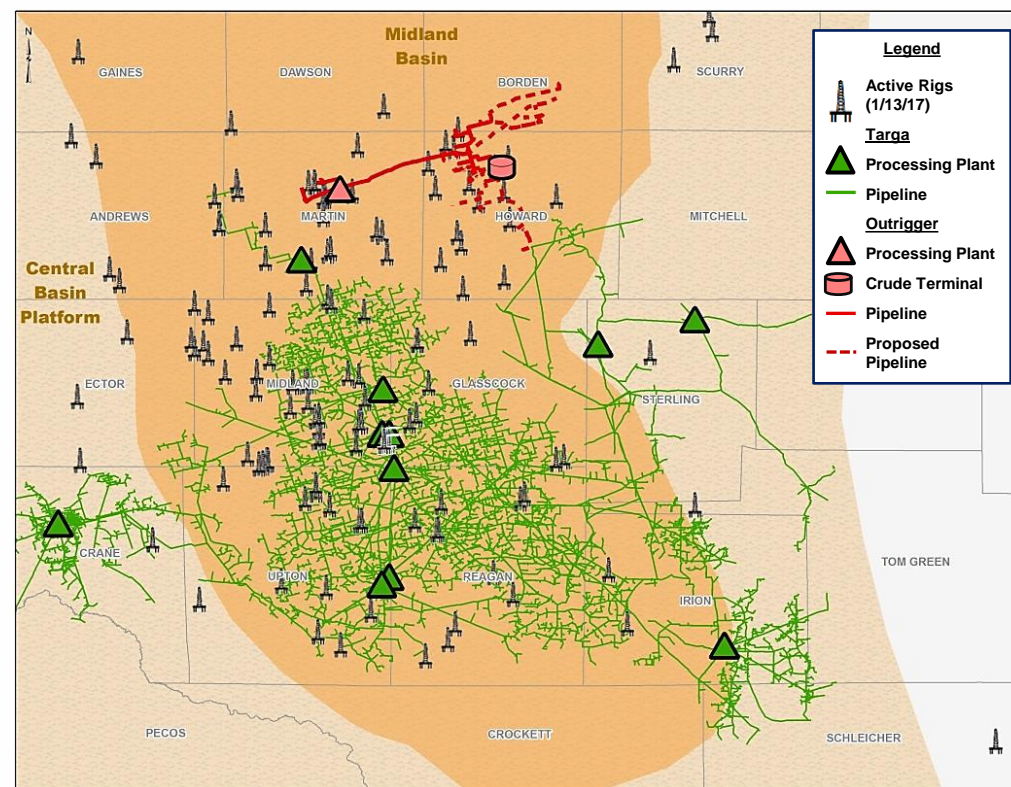 N
Midland
Basin
GAINES
DAWSON
BORDEN
SCURRY
ANDREWS
MARTIN
HOWARD
MITCHELL
Central
Basin
Platform
ECTOR
MIDLAND
GLASSCOCK
STERLING
CRANE
UPTON
REAGAN
IRION
TOM GREEN
PECOS
CROCKETT
SCHLEICHER
Legend
Active Rigs
(1/13/17)
Targa
Processing Plant
Pipeline
Outrigger
Processing Plant
Crude Terminal
Pipeline
Proposed
Pipeline